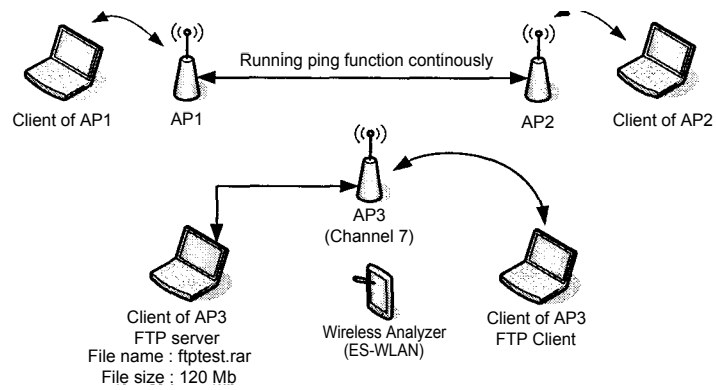 Running ping function continously
Client of AP1
AP1
AP2
Client of AP2
AP3
(Channel 7)
Client of AP3
FTP server
File name : ftptest.rar
File size : 120 Mb
Wireless Analyzer
(ES-WLAN)
Client of AP3
FTP Client